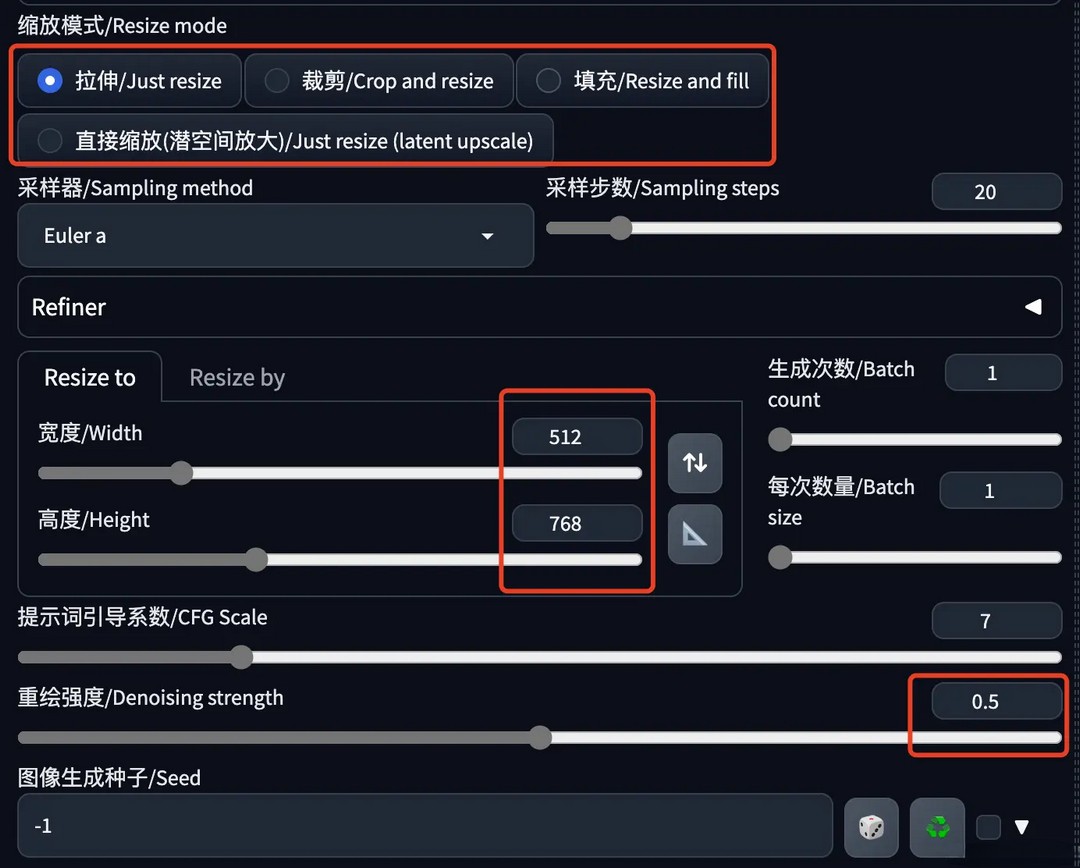 缩放模式/Resize mode
拉伸/Just resize
裁剪/Crop and resize
填充/Resize and fill
直接缩放(潜空间放大)/Just resize (latent upscale)
采样器/Sampling method
Euler a
采样步数/Sampling steps
20
Refiner
Resize to
Resize by
宽度/Width
512
高度/Height
768
生成次数/Batch
count
1
每次数量/Batch
size
1
提示词引导系数/CFG Scale
7
重绘强度/Denoising strength
0.5
图像生成种子/Seed
-1